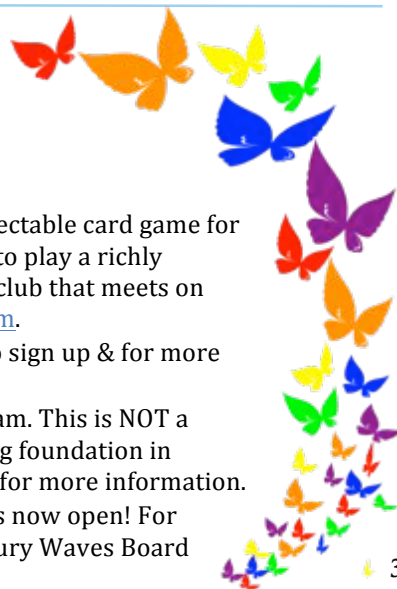 ectable card game for
to play a richly
club that meets on
m.
o sign up & for more
am. This is NOT a
g foundation in
for more information.
s now open! For
ury Waves Board
3